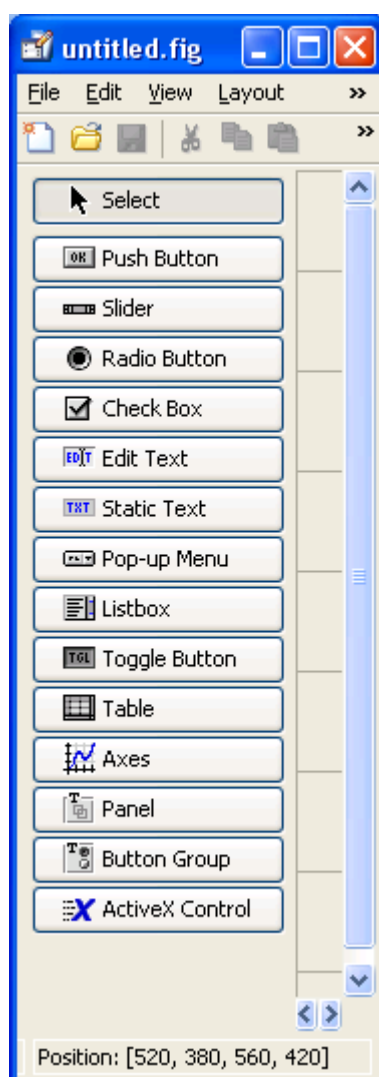 untitled.fig
File Edit View Layout »
»
Select
OK Push Button
Slider
Radio Button
Check Box
EDIT Edit Text
TXT Static Text
Pop-up Menu
Listbox
TGL Toggle Button
Table
Axes
T Panel
T Button Group
X ActiveX Control
Position: [520, 380, 560, 420]